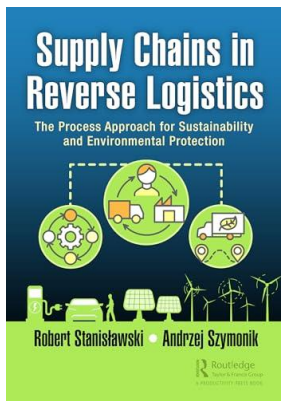 Supply Chains in
Reverse Logistics
The Process Approach for Sustainability
and Environmental Protection
Robert Stanisławski • Andrzej Szymonik
Routledge
Taylor & Francis Group
A PRODUCTIVITY PRESS BOOK